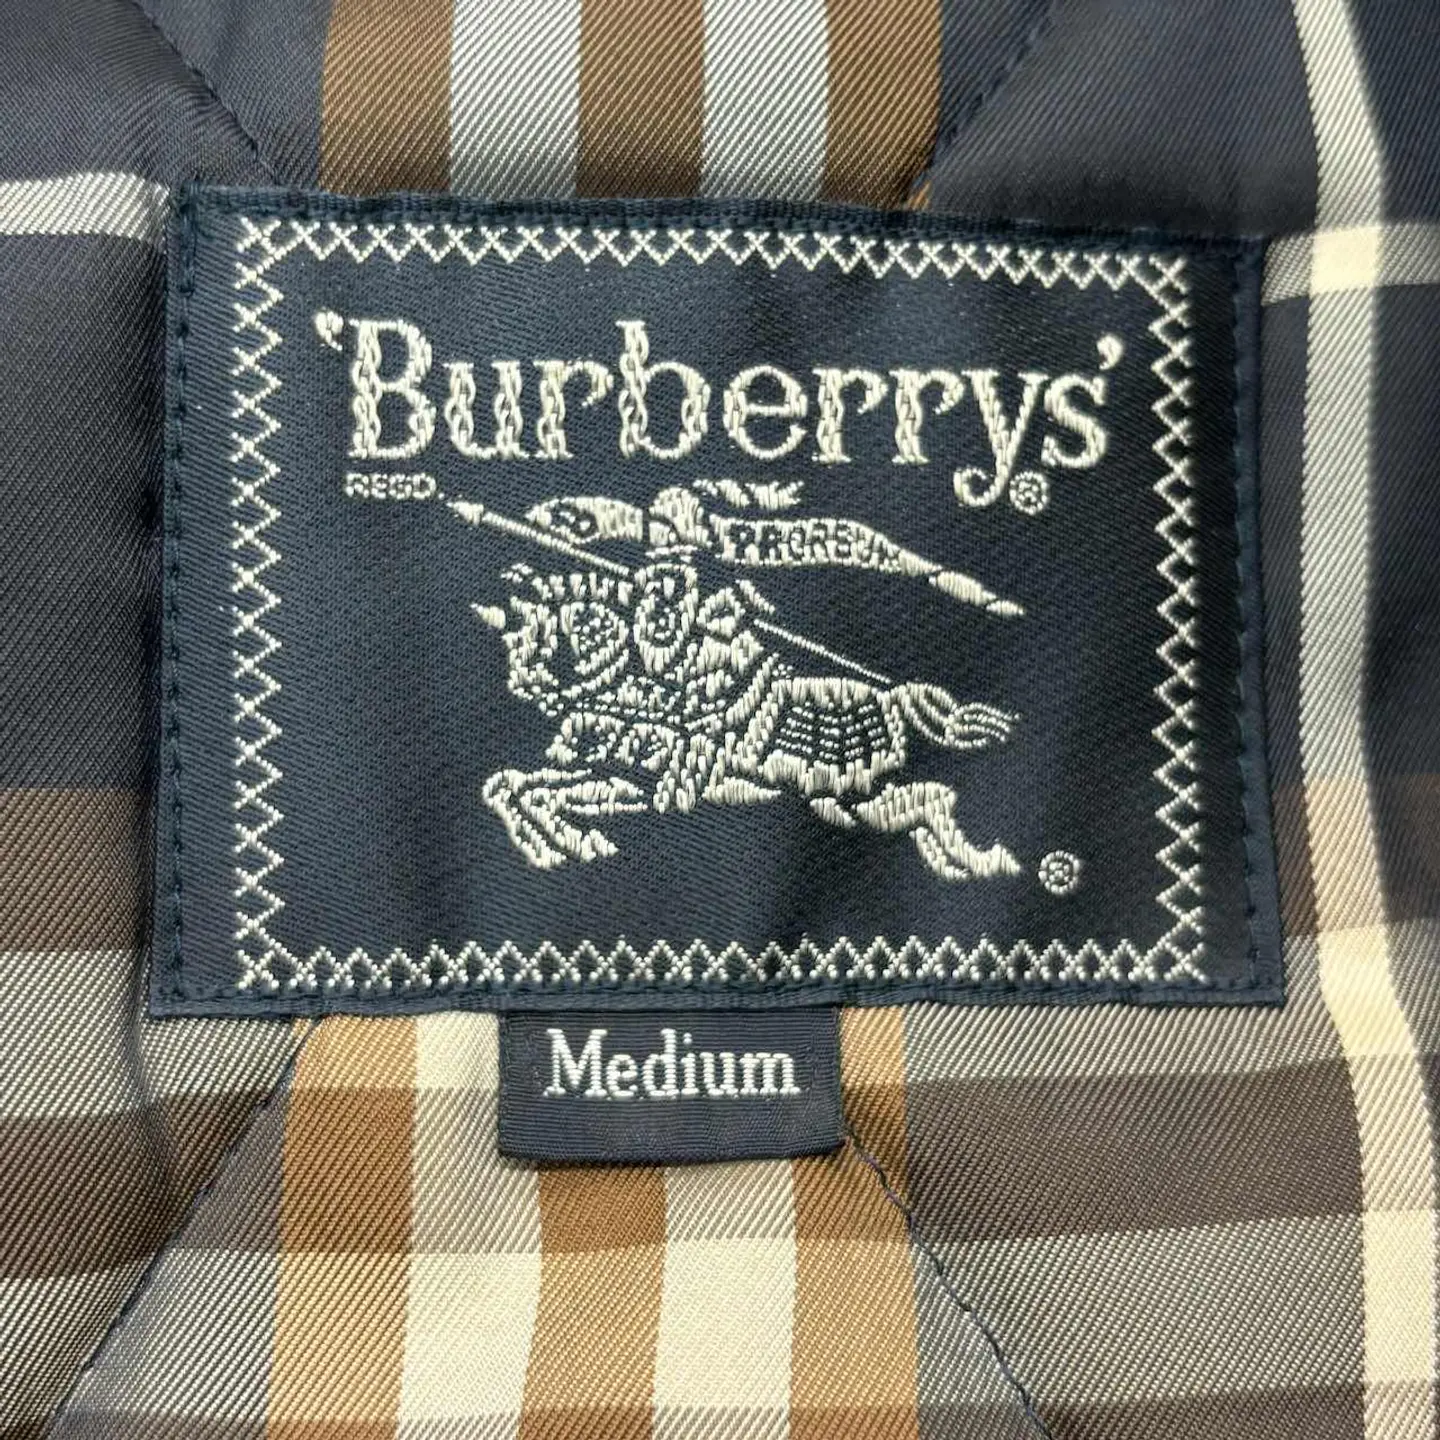 'Burberrys'®
REGD.
PRORSUM
®
Medium